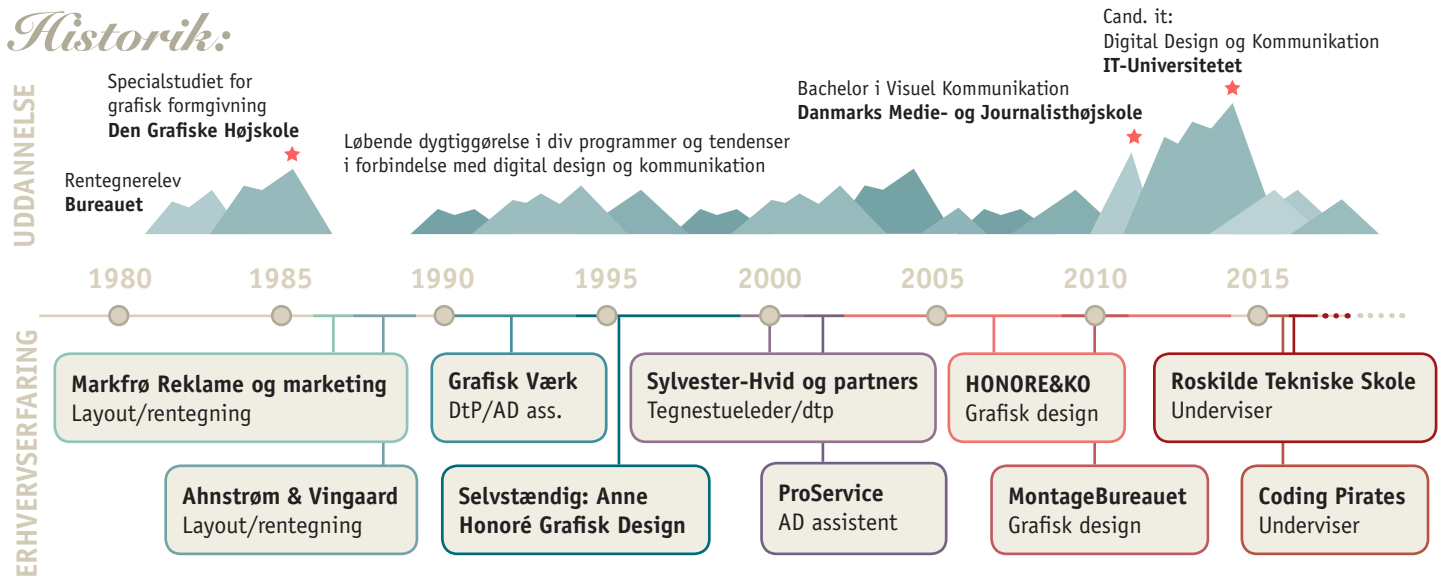 Historik:
UDDANNELSE
Rentegnerelev
Bureauet
Specialstudiet for
grafisk formgivning
Den Grafiske Højskole
Løbende dygtiggørelse i div programmer og tendenser
i forbindelse med digital design og kommunikation
Bachelor i Visuel Kommunikation
Danmarks Medie- og Journalisthøjskole
Cand. it:
Digital Design og Kommunikation
IT-Universitetet
1980
1985
1990
1995
2000
2005
2010
2015
ERHVERVSERFARING
Markfrø Reklame og marketing
Layout/rentegning
Grafisk Værk
DtP/AD ass.
Sylvester-Hvid og partners
Tegnestueleder/dtp
HONORE&KO
Grafisk design
Roskilde Tekniske Skole
Underviser
Ahnstrøm & Vingaard
Layout/rentegning
Selvstændig: Anne
Honoré Grafisk Design
ProService
AD assistent
MontageBureauet
Grafisk design
Coding Pirates
Underviser